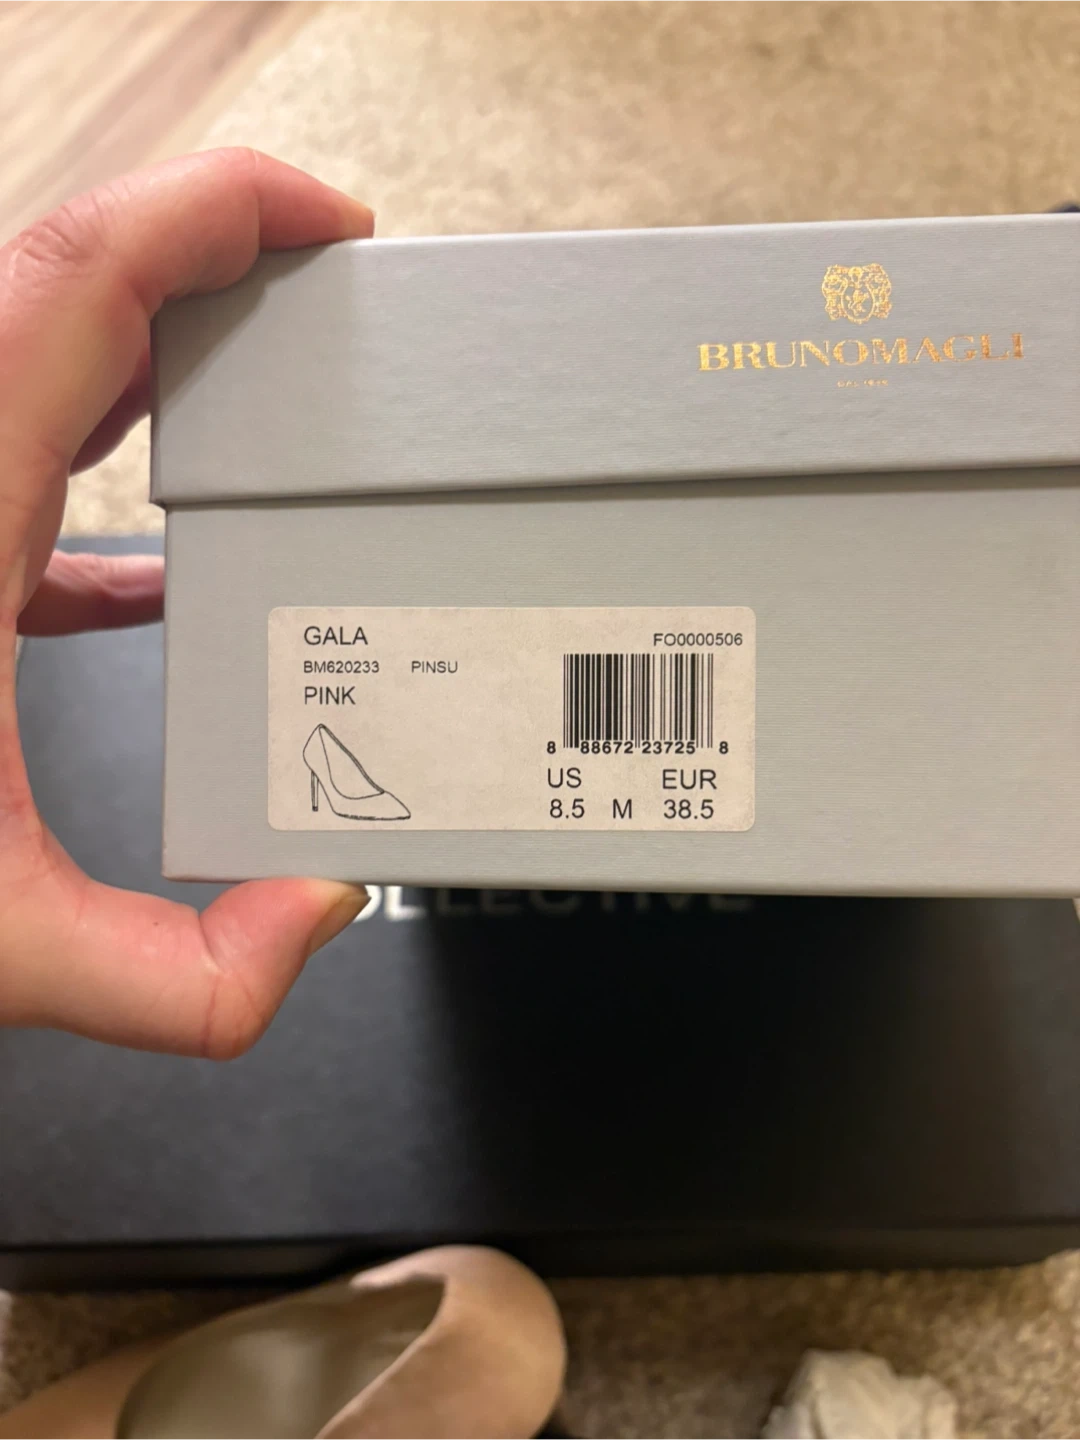 BRUNOMAGLI
GALA
FO0000506
BM620233 PINSU
PINK
8 88672 23725 8
US EUR
8.5 M 38.5